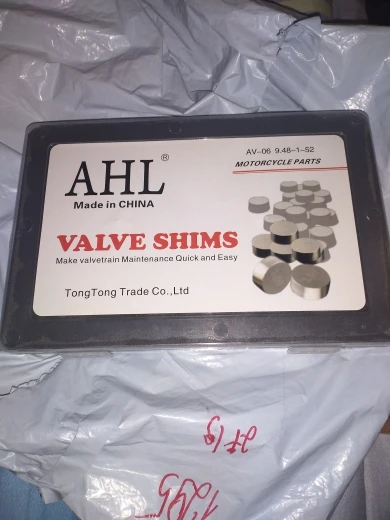 AHL®
Made in CHINA
AV-06 9.48-1-52
MOTORCYCLE PARTS
VALVE SHIMS
Make valvetrain Maintenance Quick and Easy
TongTong Trade Co.,Ltd